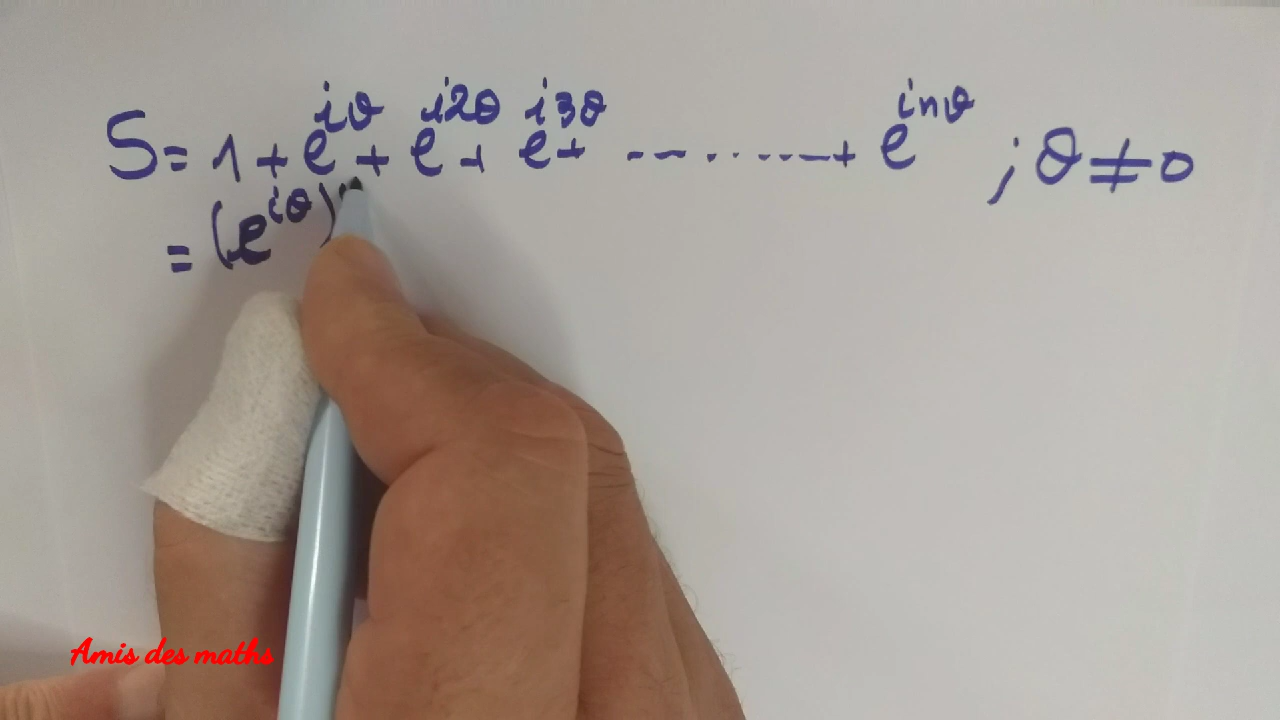 S = 1 + e^{iθ} + e^{i2θ} + e^{i3θ} + --.....--+ e^{inθ} ; θ ≠ 0
= (e^{iθ})
Amis des maths